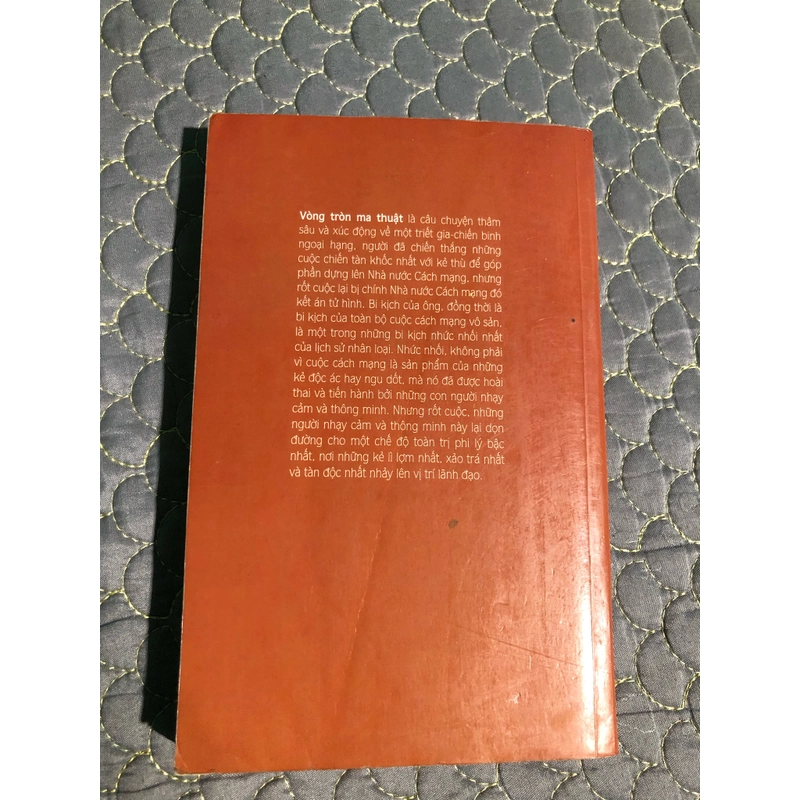 Vòng tròn ma thuật là câu chuyện thâm
sâu và xúc động về một triết gia-chiến binh
ngoại hạng, người đã chiến thắng những
cuộc chiến tàn khốc nhất với kẻ thù để góp
phần dựng lên Nhà nước Cách mạng, nhưng
rốt cuộc lại bị chính Nhà nước Cách mạng đó
kết án tử hình. Bi kịch của ông, đồng thời là
bi kịch của toàn bộ cuộc cách mạng vô sản,
là một trong những bi kịch nhức nhối nhất
của lịch sử nhân loại. Nhức nhối, không phải
vì cuộc cách mạng là sản phẩm của những
kẻ độc ác hay ngu dốt, mà nó đã được hoài
thai và tiến hành bởi những con người nhạy
cảm và thông minh. Nhưng rốt cuộc, những
người nhạy cảm và thông minh này lại dọn
đường cho một chế độ toàn trị phi lý bậc
nhất, nơi những kẻ lì lợm nhất, xảo trá nhất
và tàn độc nhất nhảy lên vị trí lãnh đạo.